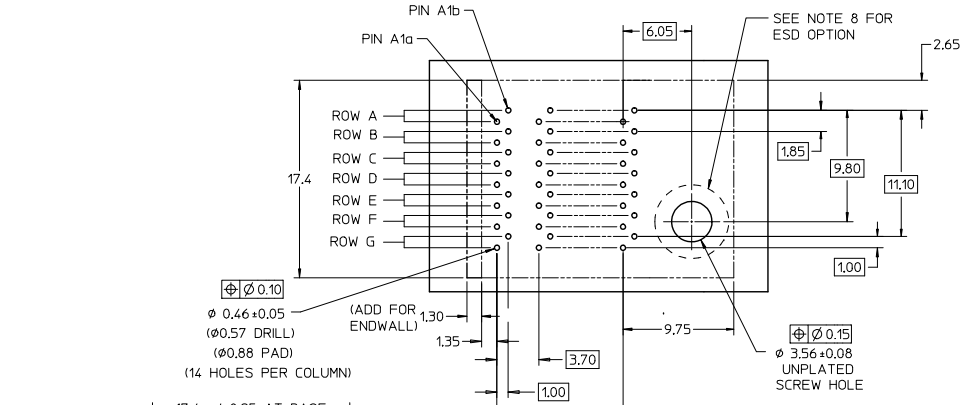 PIN A1b
PIN A1a
6.05
SEE NOTE 8 FOR
ESD OPTION
2.65
ROW A
ROW B
ROW C
ROW D
ROW E
ROW F
ROW G
17.4
1.85
9.80
11.10
1.00
⌖ Ø 0.10
Ø 0.46 ±0.05
(Ø0.57 DRILL)
(Ø0.88 PAD)
(14 HOLES PER COLUMN)
(ADD FOR
ENDWALL)
1.30
1.35
3.70
1.00
9.75
⌖ Ø 0.15
Ø 3.56 ±0.08
UNPLATED
SCREW HOLE